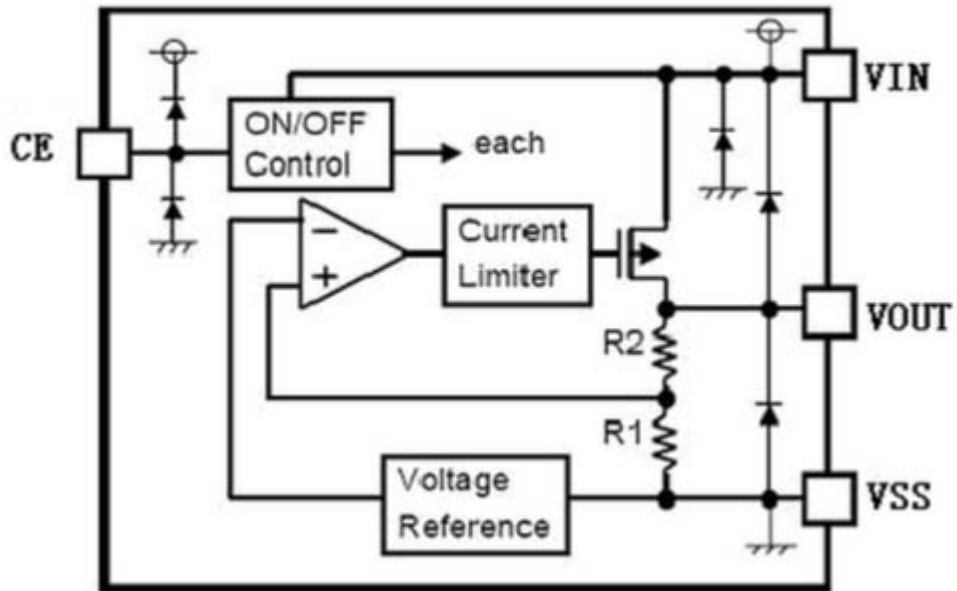 VIN
CE
ON/OFF
Control
each
−
+
Current
Limiter
VOUT
R2
R1
Voltage
Reference
VSS